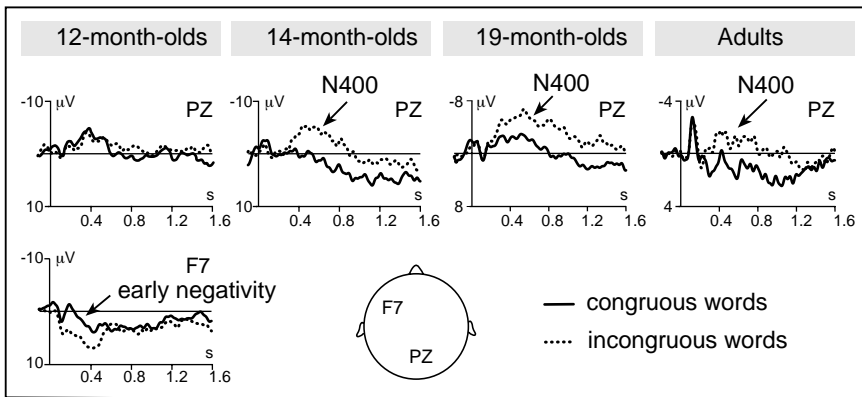 12-month-olds 14-month-olds 19-month-olds Adults
N400 N400 N400
-10 μV PZ -10 μV PZ -8 μV PZ -4 μV PZ
10 s 10 s 8 s 4 s
0.4 0.8 1.2 1.6 0.4 0.8 1.2 1.6 0.4 0.8 1.2 1.6 0.4 0.8 1.2 1.6
-10 μV F7
early negativity
10 s
0.4 0.8 1.2 1.6
F7
PZ
congruous words
incongruous words